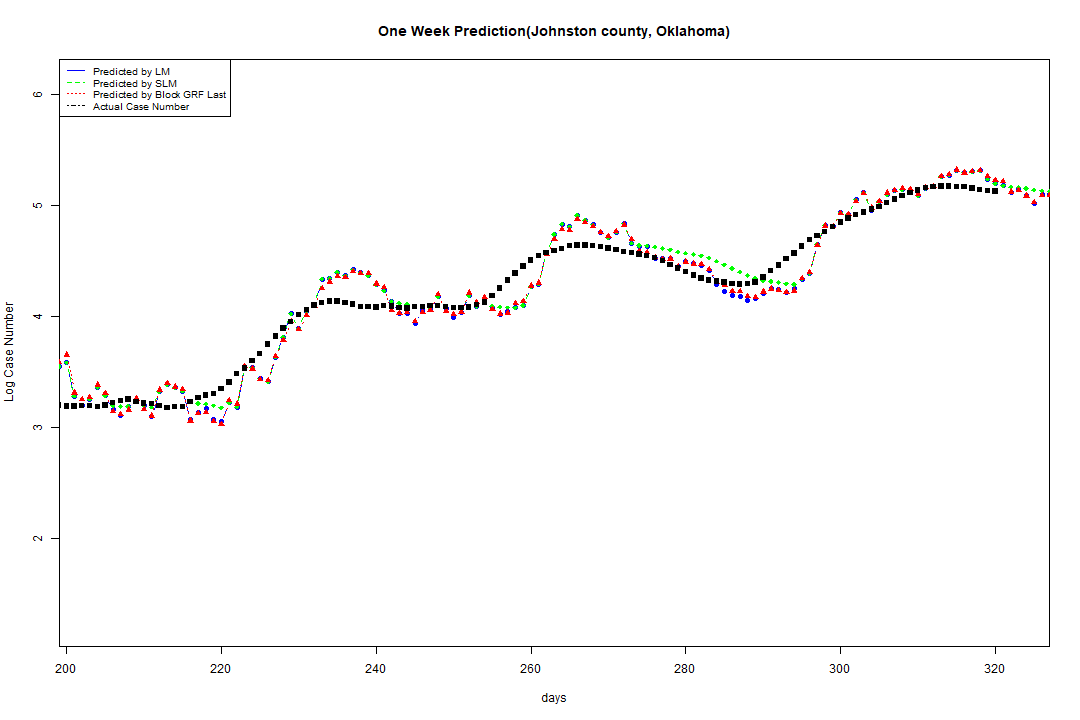 One Week Prediction(Johnston county, Oklahoma)
Predicted by LM
Predicted by SLM
Predicted by Block GRF Last
Actual Case Number
6
5
4
3
2
Log Case Number
200 220 240 260 280 300 320
days